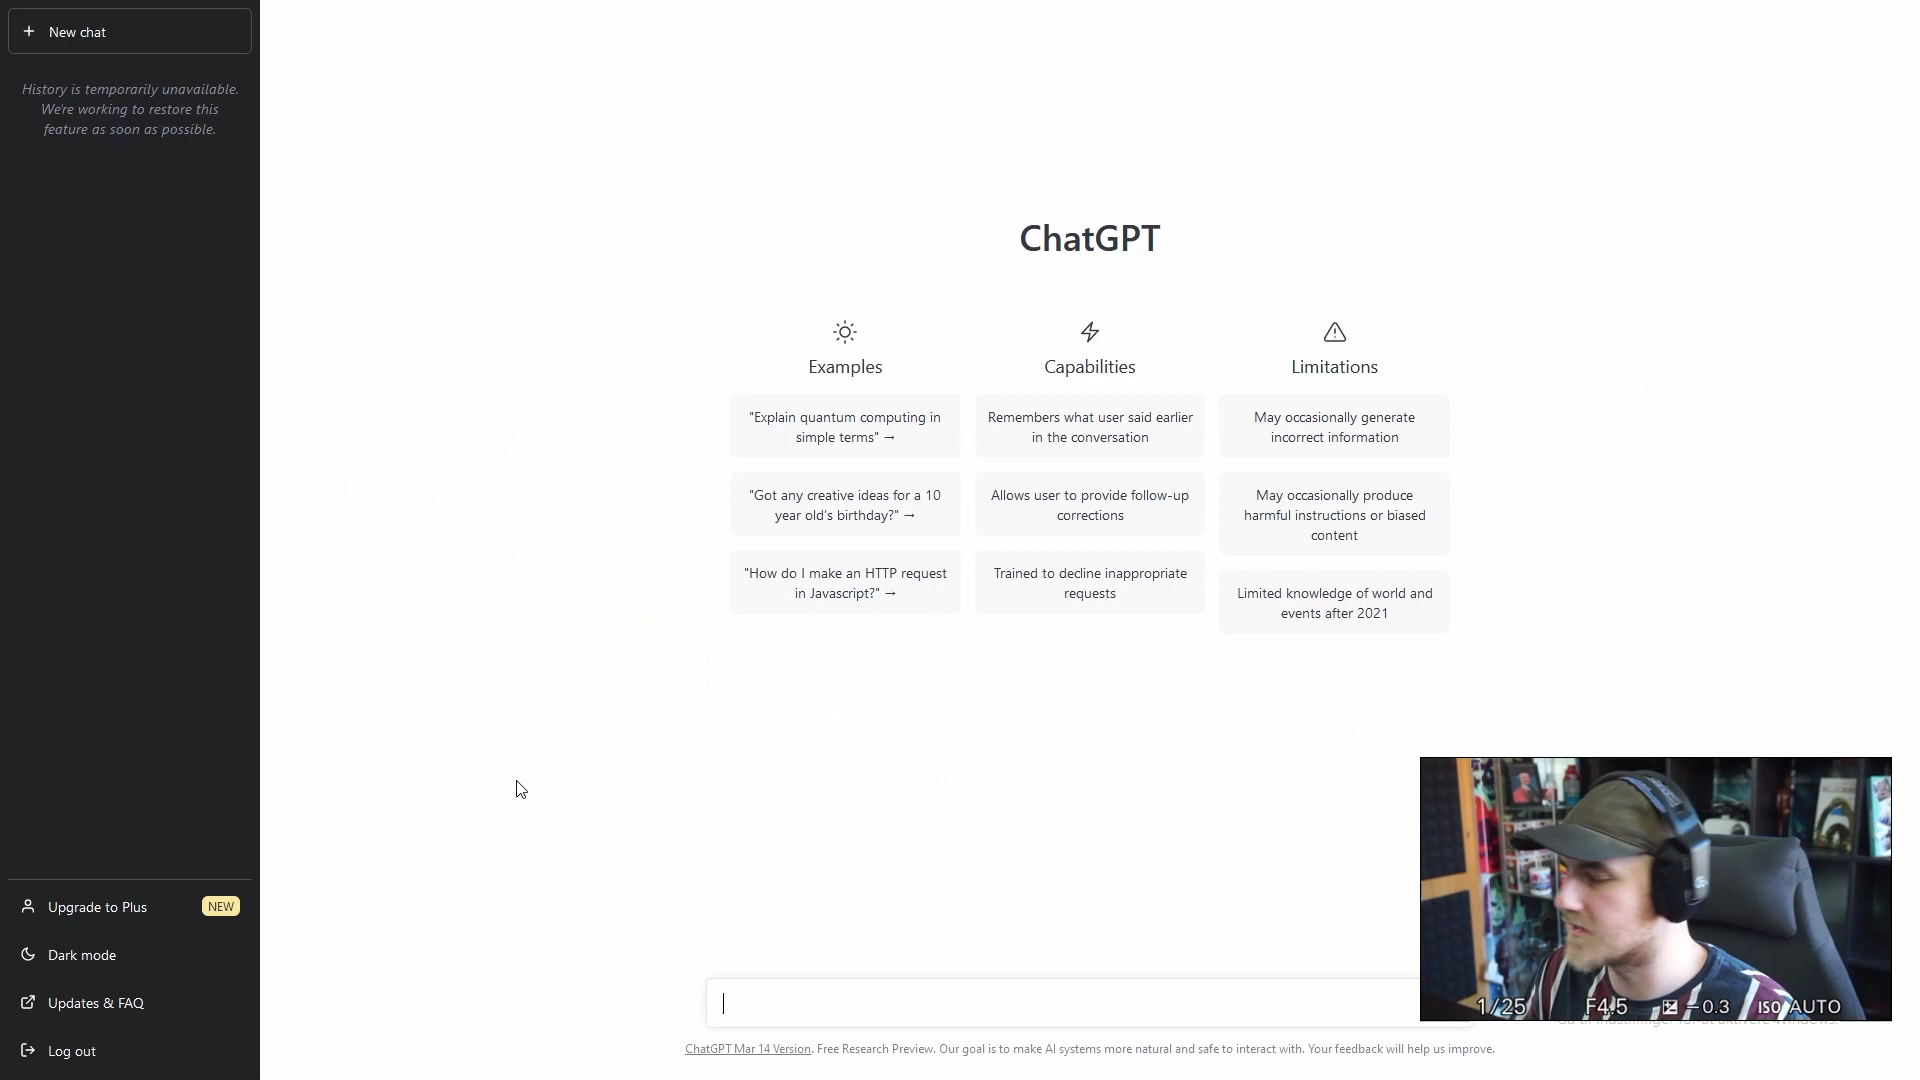 New chat
History is temporarily unavailable.
We're working to restore this
feature as soon as possible.
Upgrade to Plus
NEW
Dark mode
Updates & FAQ
Log out
ChatGPT
Examples
"Explain quantum computing in
simple terms" →
"Got any creative ideas for a 10
year old's birthday?" →
"How do I make an HTTP request
in Javascript?" →
Capabilities
Remembers what user said earlier
in the conversation
Allows user to provide follow-up
corrections
Trained to decline inappropriate
requests
Limitations
May occasionally generate
incorrect information
May occasionally produce
harmful instructions or biased
content
Limited knowledge of world and
events after 2021
1/25 F4.5 −0.3 ISO AUTO
ChatGPT Mar 14 Version. Free Research Preview. Our goal is to make AI systems more natural and safe to interact with. Your feedback will help us improve.